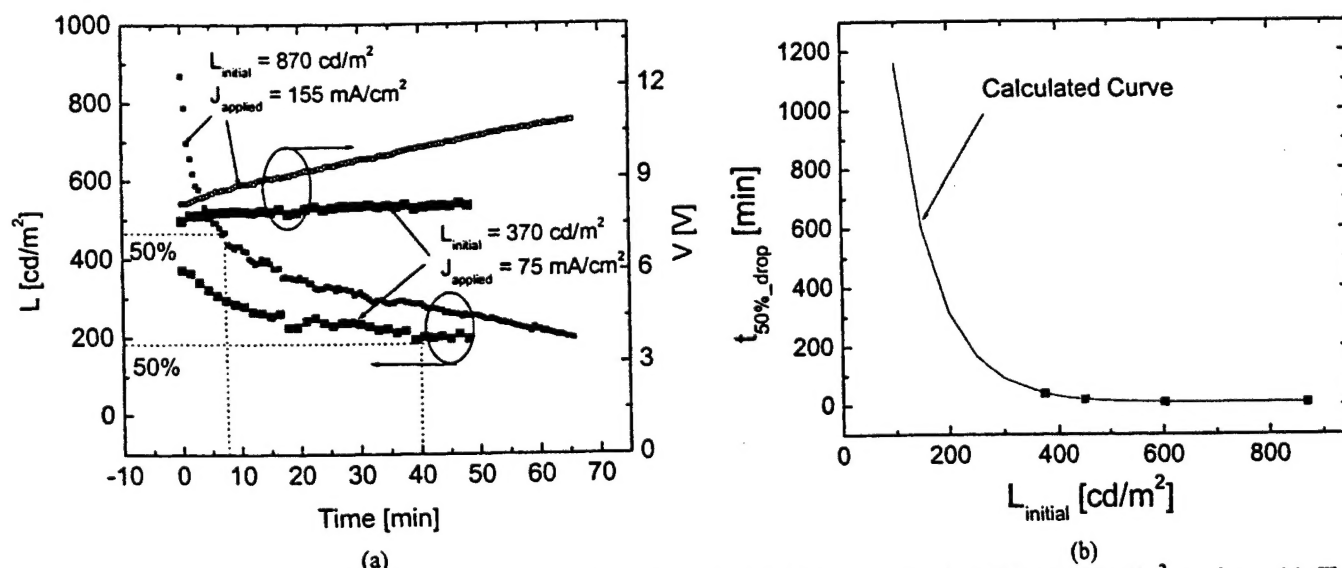 1000
800
600
400
200
0
L [cd/m²]
-10 0 10 20 30 40 50 60 70
Time [min]
12
9
6
3
0
V [V]
L_initial = 870 cd/m²
J_applied = 155 mA/cm²
L_initial = 370 cd/m²
J_applied = 75 mA/cm²
50%
50%
(a)
1200
1000
800
600
400
200
0
t_50%_drop [min]
Calculated Curve
0 200 400 600 800
L_initial [cd/m²]
(b)